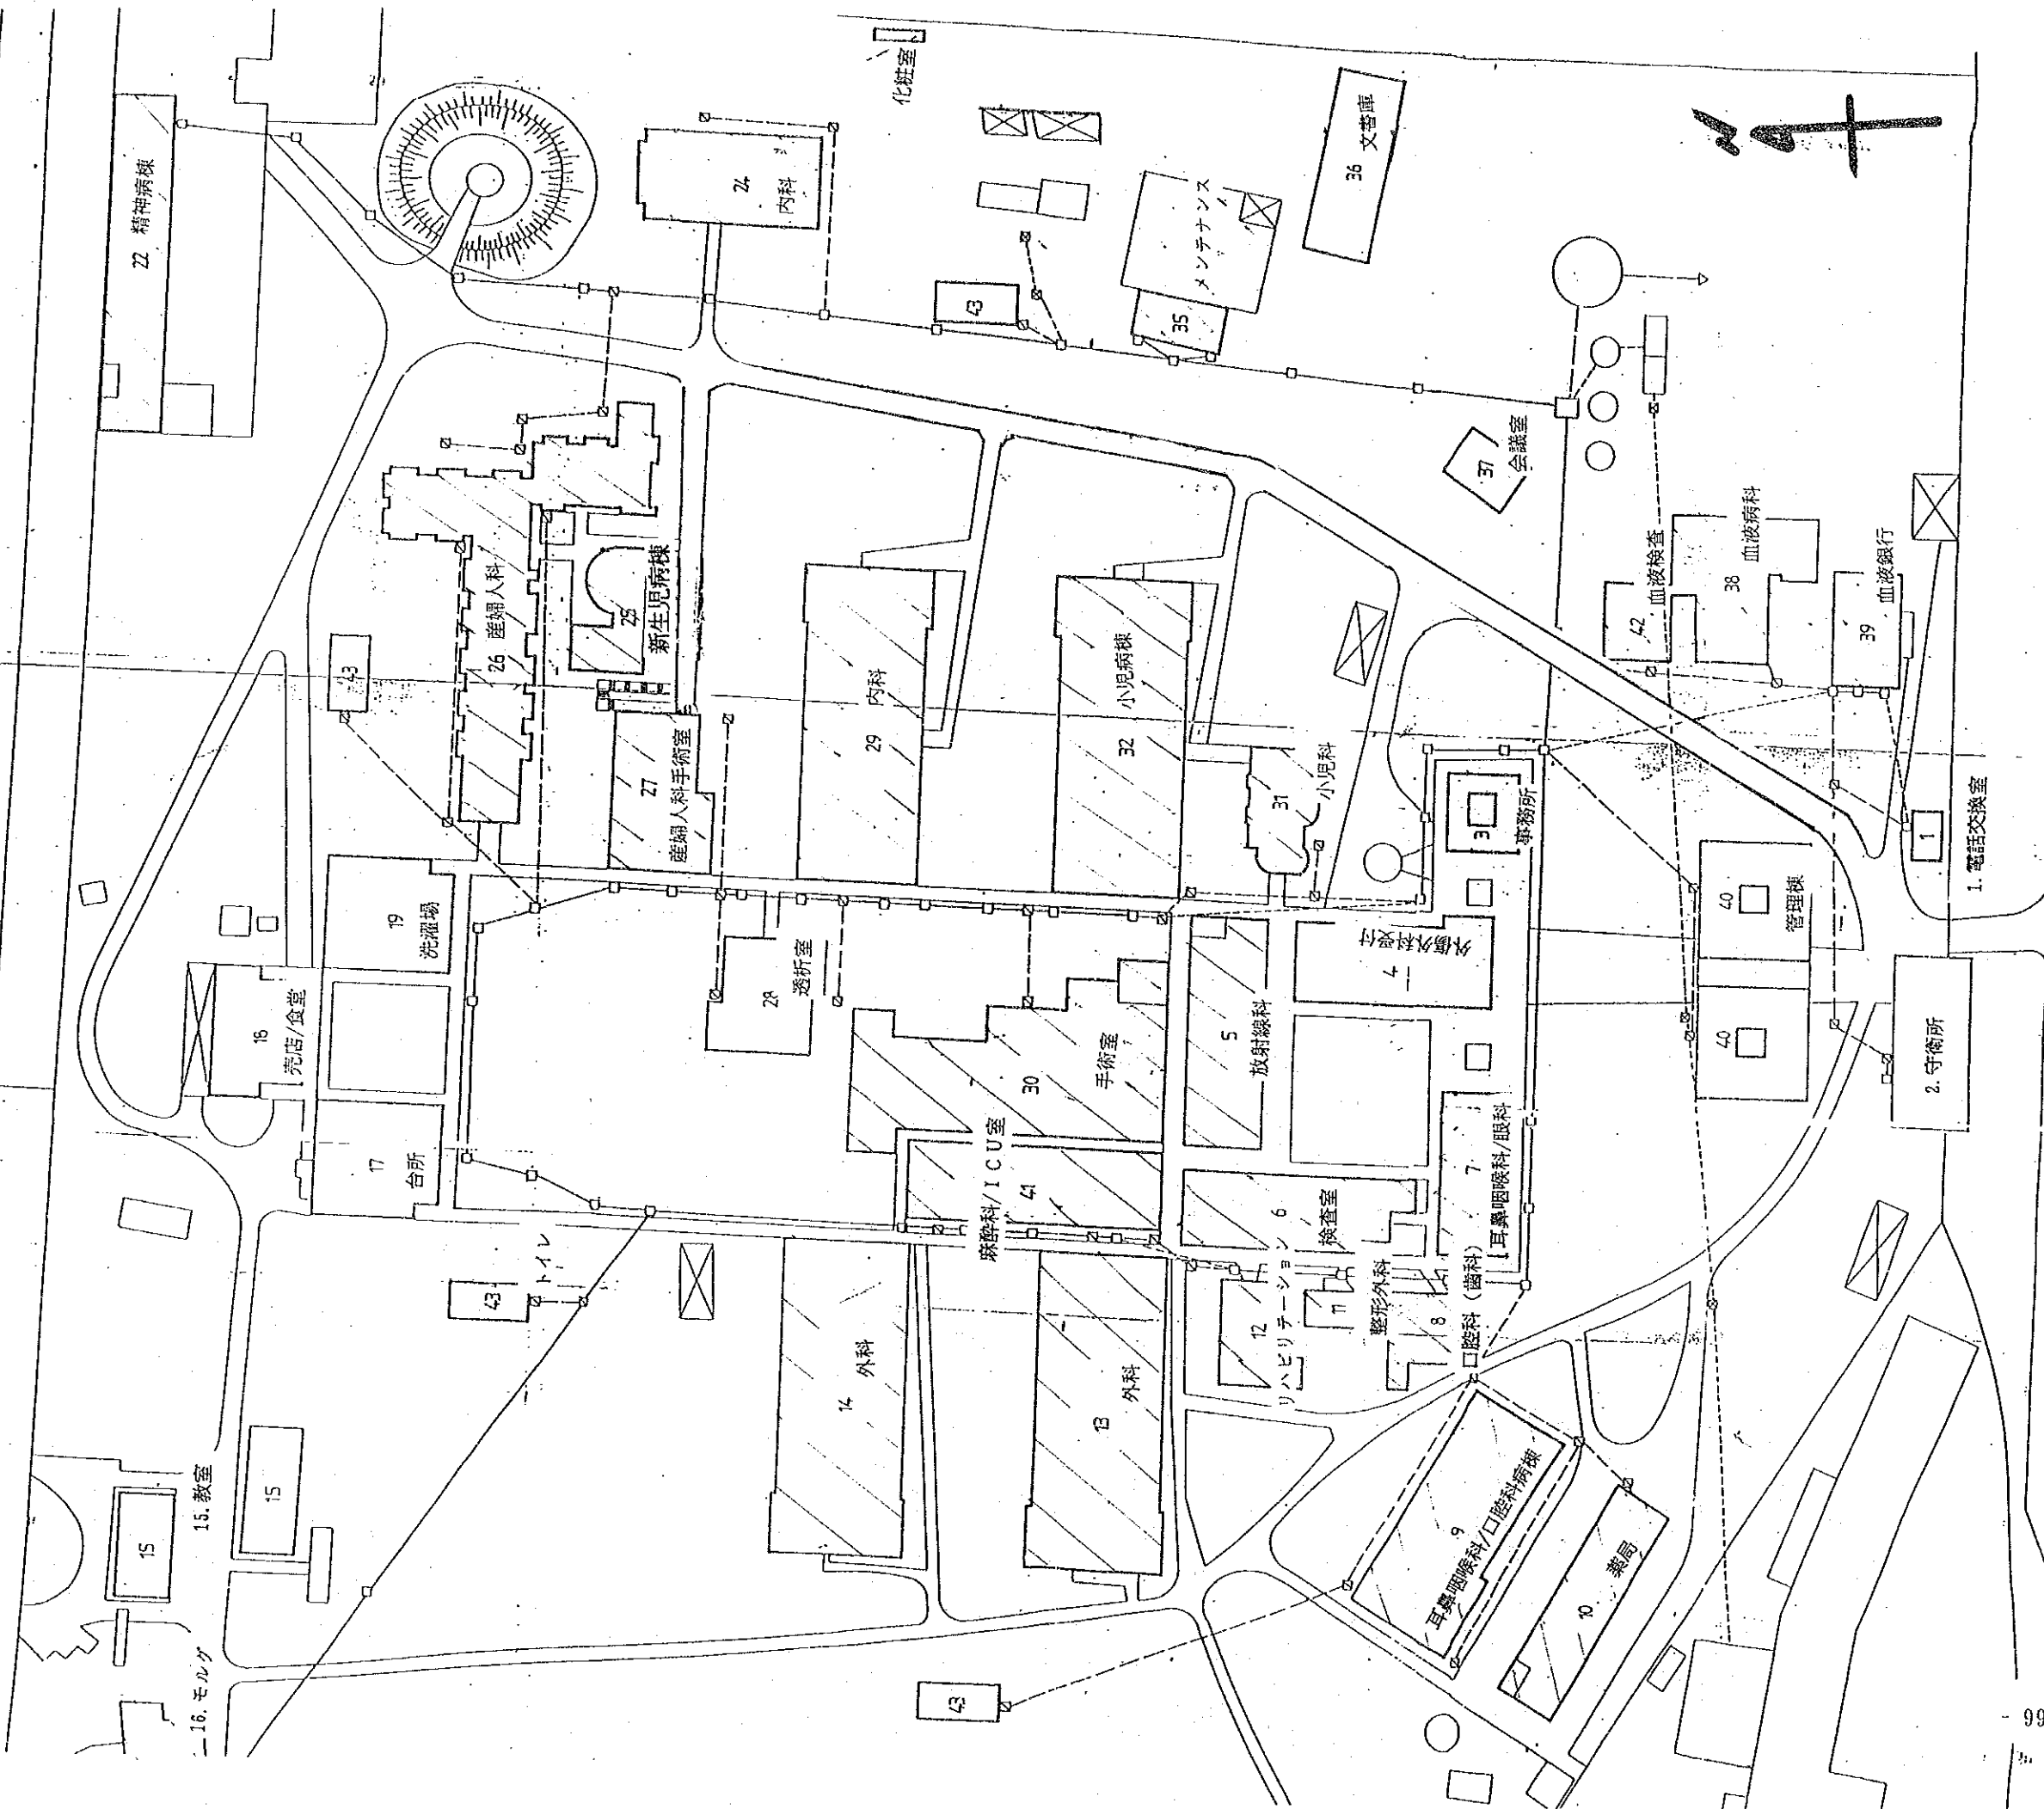 22 精神病棟
24
内科
化粧室
36 文書庫
メンテナンス
35
43
37
会議室
26 産婦人科
25
新生児病棟
43
27
産婦人科手術室
29 内科
32 小児病棟
31
小児科
3
事務所
42
血液検査
38
血液病科
39
血液銀行
1
1.電話交換室
19
洗濯場
18
売店/食堂
17
台所
28
透析室
30
手術室
41
麻酔科/ICU室
5
放射線科
4
外傷外科受付
6
検査室
7
耳鼻咽喉科/眼科
40
管理棟
40
2.守衛所
43
トイレ
14
外科
13
外科
12
リハビリテーション
11
整形外科
8
口腔科(歯科)
9
耳鼻咽喉科/口腔科病棟
10
薬局
15
15.教室
15
16.モルグ
43